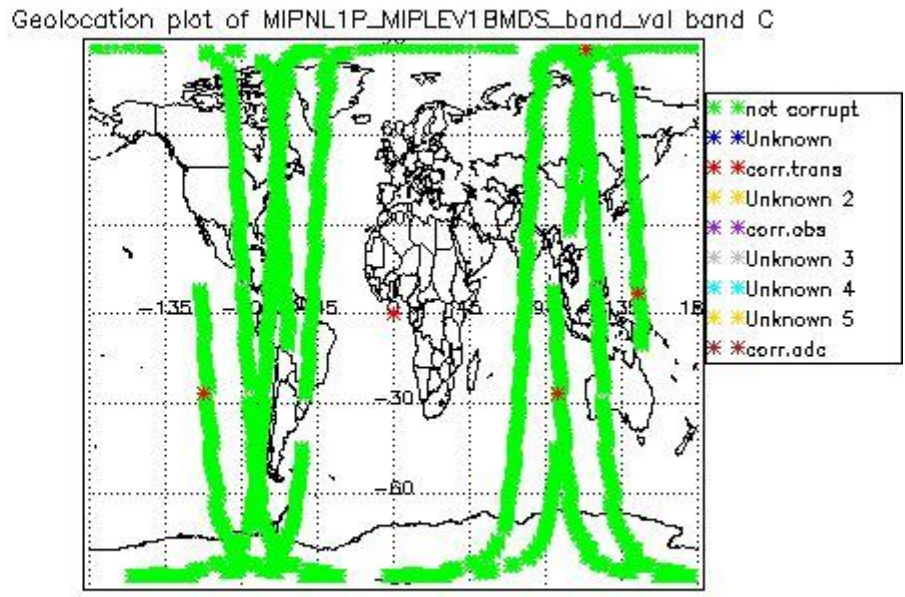 Geolocation plot of MIPNL1P_MIPLEV1BMDS_band_val band C
not corrupt
Unknown
corr.trans
Unknown 2
corr.obs
Unknown 3
Unknown 4
Unknown 5
corr.adc
60
-135
-30
-60